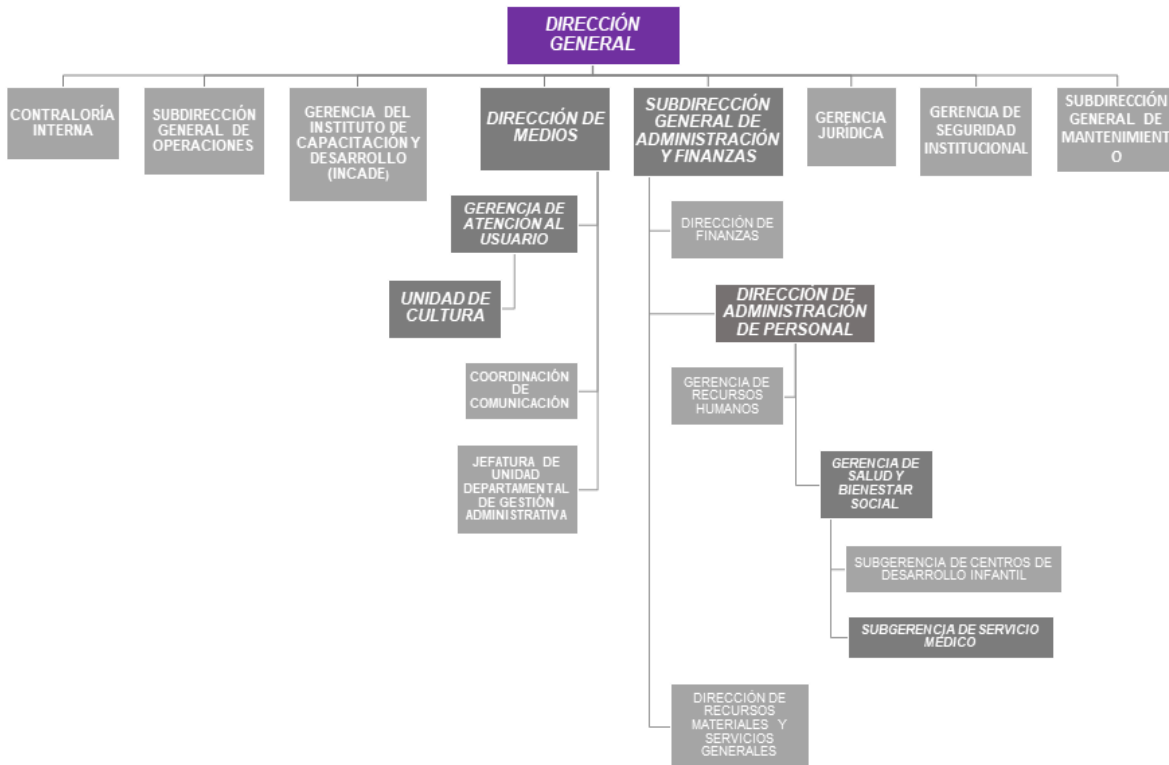 DIRECCIÓN
GENERAL
CONTRALORÍA
INTERNA
SUBDIRECCIÓN
GENERAL DE
OPERACIONES
GERENCIA DEL
INSTITUTO DE
CAPACITACIÓN Y
DESARROLLO
(INCADE)
DIRECCIÓN DE
MEDIOS
SUBDIRECCIÓN
GENERAL DE
ADMINISTRACIÓN
Y FINANZAS
GERENCIA
JURÍDICA
GERENCIA DE
SEGURIDAD
INSTITUCIONAL
SUBDIRECCIÓN
GENERAL DE
MANTENIMIENT
O
GERENCIA DE
ATENCIÓN AL
USUARIO
UNIDAD DE
CULTURA
COORDINACIÓN
DE
COMUNICACIÓN
JEFATURA DE
UNIDAD
DEPARTAMENTAL
DE GESTIÓN
ADMINISTRATIVA
DIRECCIÓN DE
FINANZAS
DIRECCIÓN DE
ADMINISTRACIÓN
DE PERSONAL
GERENCIA DE
RECURSOS
HUMANOS
GERENCIA DE
SALUD Y
BIENESTAR
SOCIAL
SUBGERENCIA DE CENTROS DE
DESARROLLO INFANTIL
SUBGERENCIA DE SERVICIO
MÉDICO
DIRECCIÓN DE
RECURSOS
MATERIALES Y
SERVICIOS
GENERALES